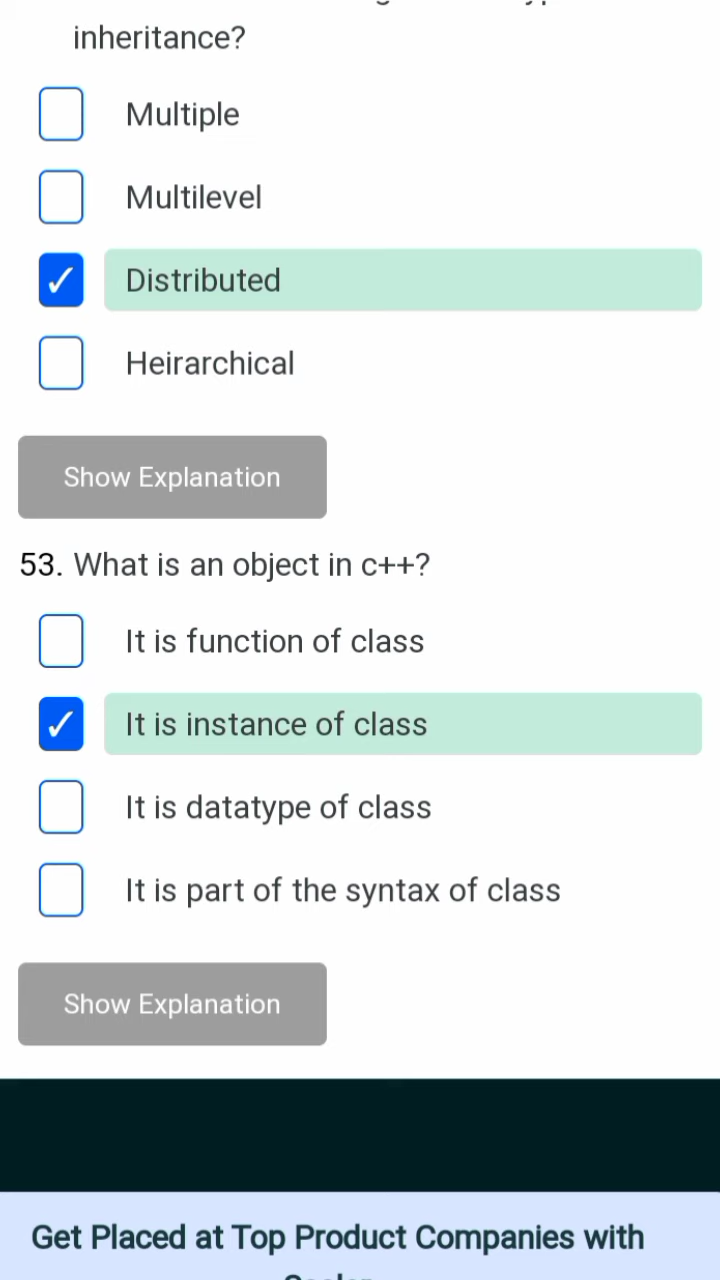 inheritance?
Multiple
Multilevel
Distributed
Heirarchical
Show Explanation
53. What is an object in c++?
It is function of class
It is instance of class
It is datatype of class
It is part of the syntax of class
Show Explanation
Get Placed at Top Product Companies with